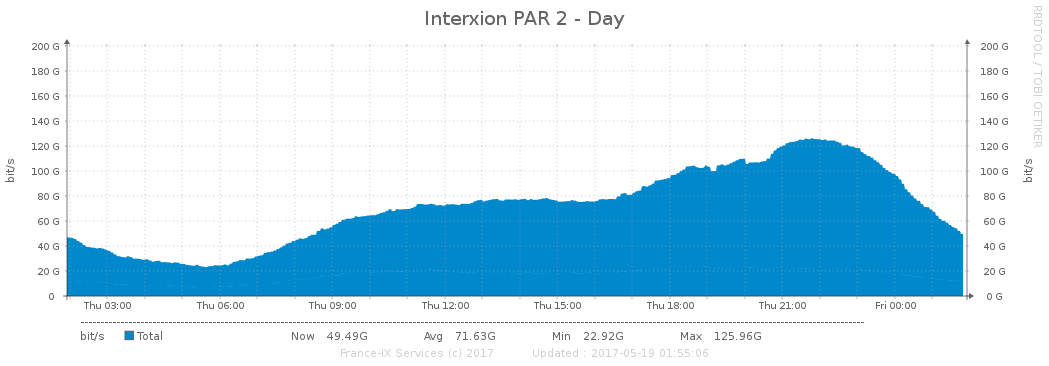 Interxion PAR 2 - Day
RRDTOOL / TOBI OETIKER
200 G 200 G
180 G 180 G
160 G 160 G
140 G 140 G
120 G 120 G
100 G 100 G
80 G 80 G
60 G 60 G
40 G 40 G
20 G 20 G
0 0 G
bit/s bit/s
Thu 03:00 Thu 06:00 Thu 09:00 Thu 12:00 Thu 15:00 Thu 18:00 Thu 21:00 Fri 00:00
bit/s Total Now 49.49G Avg 71.63G Min 22.92G Max 125.96G
France-IX Services (c) 2017 Updated : 2017-05-19 01:55:06